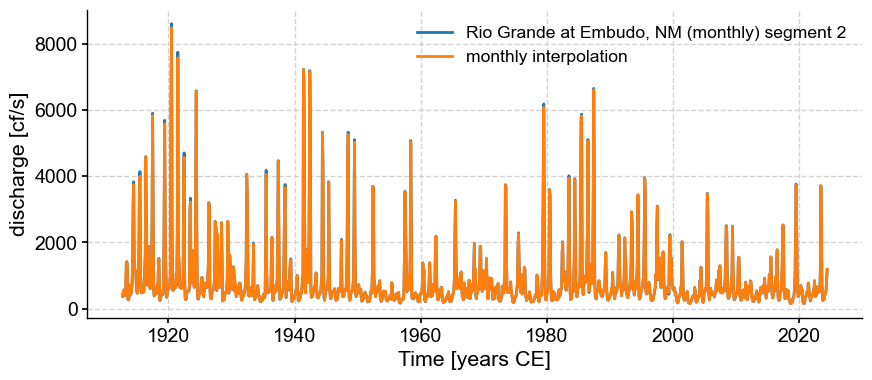 Rio Grande at Embudo, NM (monthly) segment 2
monthly interpolation
discharge [cf/s]
8000
6000
4000
2000
0
1920 1940 1960 1980 2000 2020
Time [years CE]